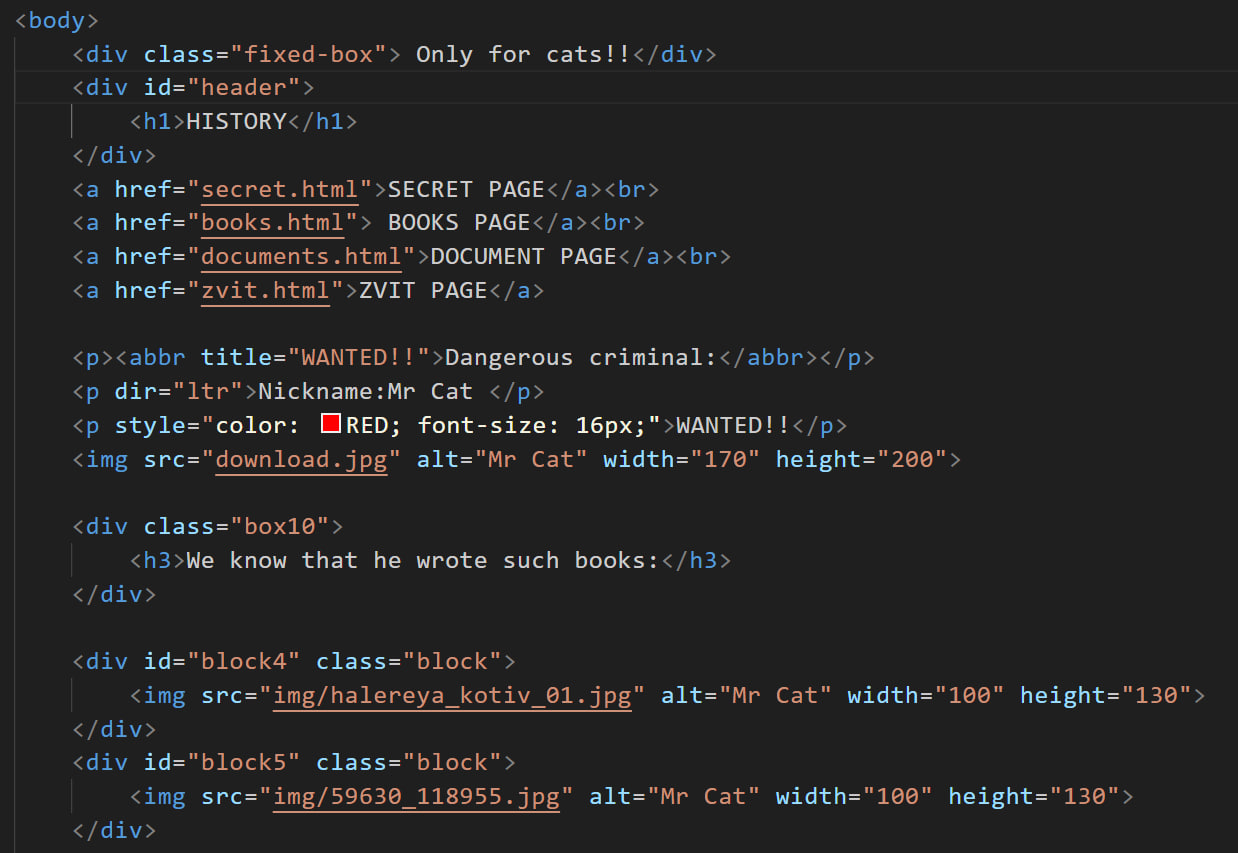 <body>
<div class="fixed-box"> Only for cats!!</div>
<div id="header">
<h1>HISTORY</h1>
</div>
<a href="secret.html">SECRET PAGE</a><br>
<a href="books.html"> BOOKS PAGE</a><br>
<a href="documents.html">DOCUMENT PAGE</a><br>
<a href="zvit.html">ZVIT PAGE</a>
<p><abbr title="WANTED!!">Dangerous criminal:</abbr></p>
<p dir="ltr">Nickname:Mr Cat </p>
<p style="color: RED; font-size: 16px;">WANTED!!</p>
<img src="download.jpg" alt="Mr Cat" width="170" height="200">
<div class="box10">
<h3>We know that he wrote such books:</h3>
</div>
<div id="block4" class="block">
<img src="img/halereya_kotiv_01.jpg" alt="Mr Cat" width="100" height="130">
</div>
<div id="block5" class="block">
<img src="img/59630_118955.jpg" alt="Mr Cat" width="100" height="130">
</div>